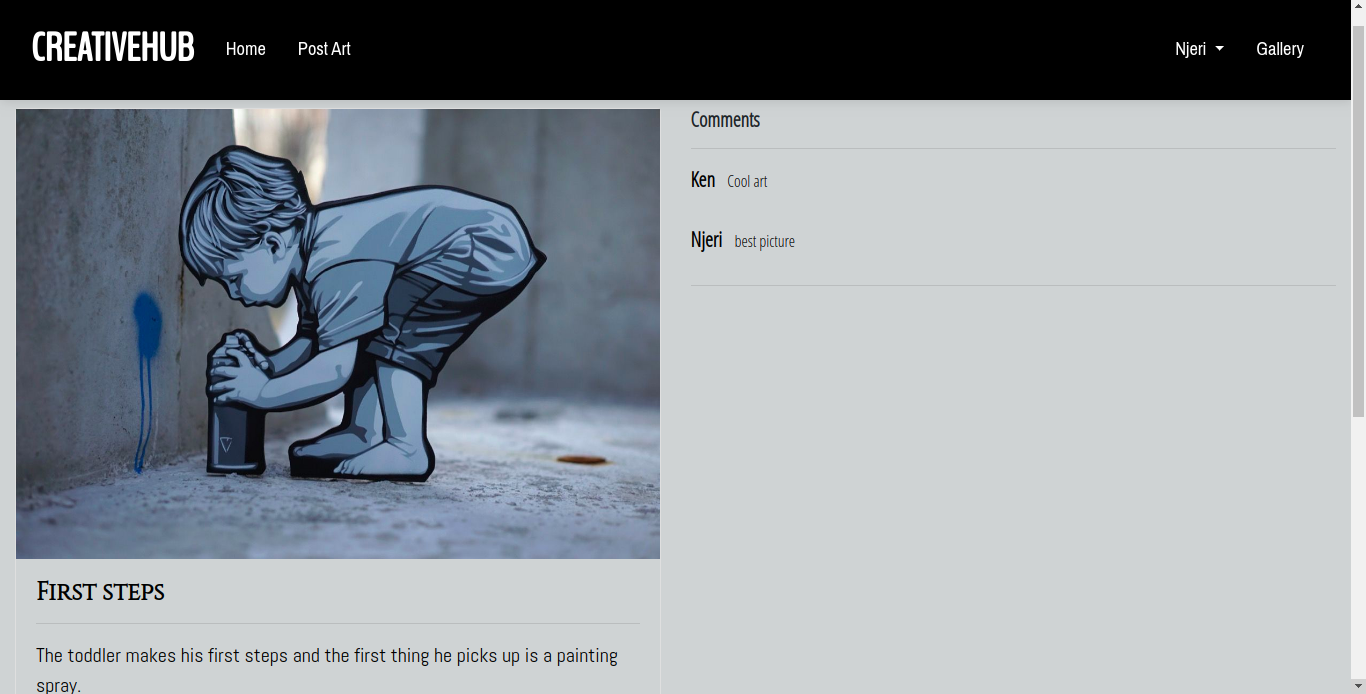 CREATIVEHUB
Home
Post Art
Njeri
Gallery
Comments
Ken Cool art
Njeri best picture
First steps
The toddler makes his first steps and the first thing he picks up is a painting
spray.